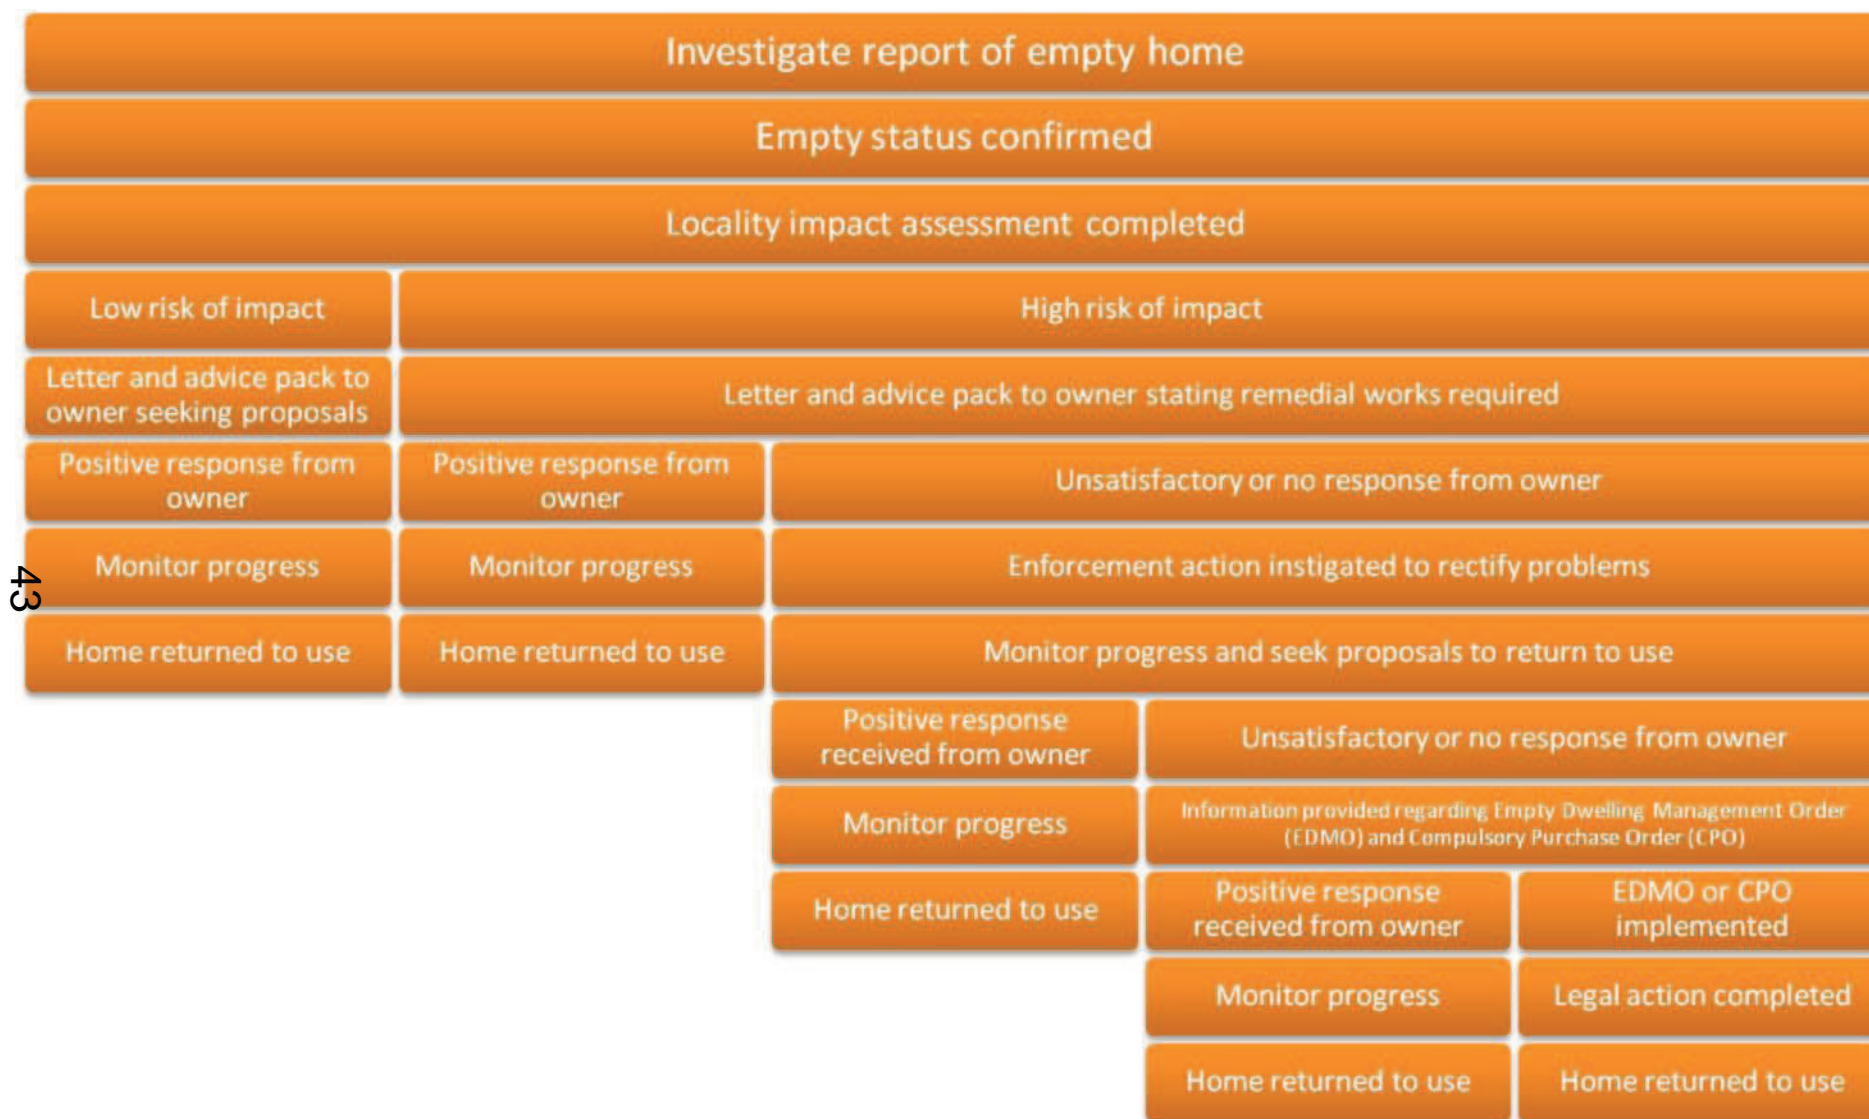 Investigate report of empty home
Empty status confirmed
Locality impact assessment completed
Low risk of impact
High risk of impact
Letter and advice pack to
owner seeking proposals
Letter and advice pack to owner stating remedial works required
Positive response from
owner
Positive response from
owner
Unsatisfactory or no response from owner
Monitor progress
Monitor progress
Enforcement action instigated to rectify problems
43
Home returned to use
Home returned to use
Monitor progress and seek proposals to return to use
Positive response
received from owner
Unsatisfactory or no response from owner
Monitor progress
Information provided regarding Empty Dwelling Management Order
(EDMO) and Compulsory Purchase Order (CPO)
Home returned to use
Positive response
received from owner
EDMO or CPO
implemented
Monitor progress
Legal action completed
Home returned to use
Home returned to use